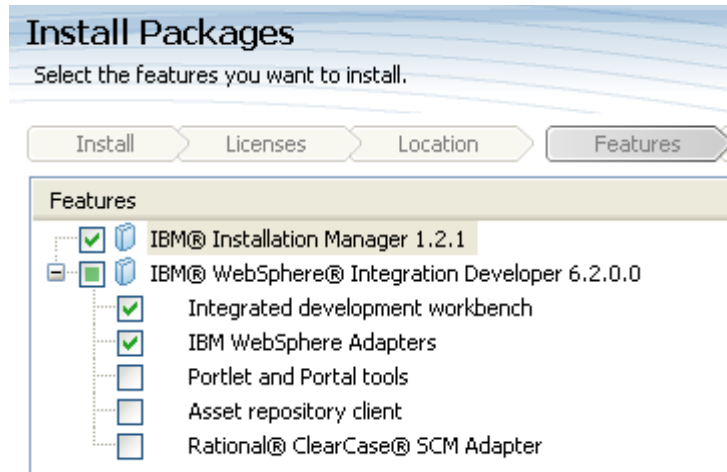 Install Packages
Select the features you want to install.
Install Licenses Location Features
Features
IBM® Installation Manager 1.2.1
IBM® WebSphere® Integration Developer 6.2.0.0
Integrated development workbench
IBM WebSphere Adapters
Portlet and Portal tools
Asset repository client
Rational® ClearCase® SCM Adapter